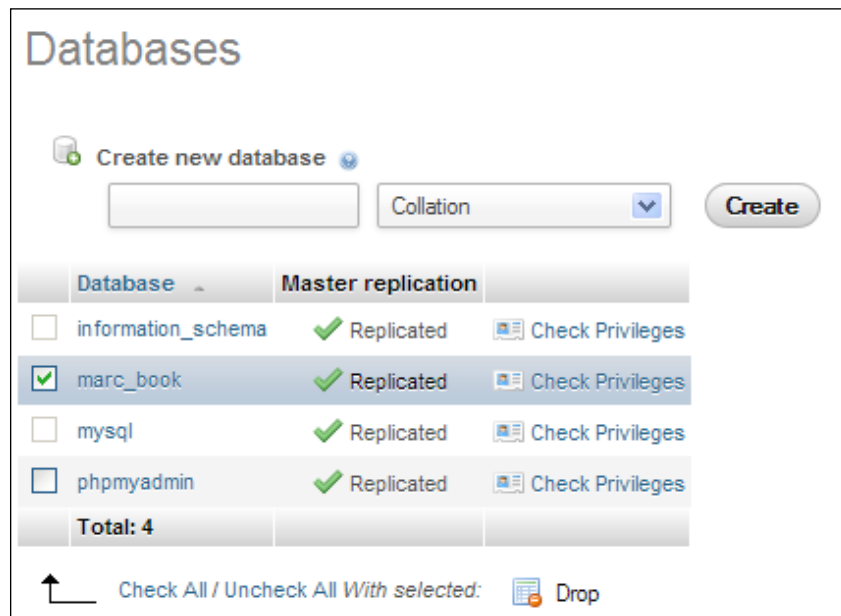 Databases
Create new database
Collation Create
Database Master replication
information_schema Replicated Check Privileges
marc_book Replicated Check Privileges
mysql Replicated Check Privileges
phpmyadmin Replicated Check Privileges
Total: 4
Check All / Uncheck All With selected: Drop